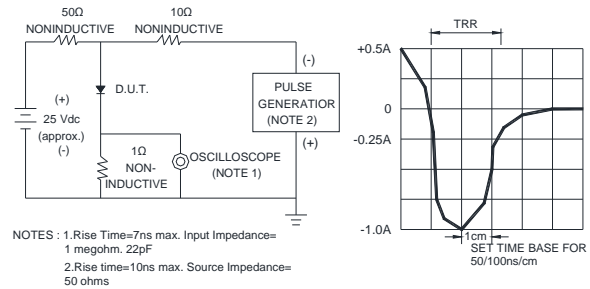 50Ω
NONINDUCTIVE
10Ω
NONINDUCTIVE
(+)
25 Vdc
(approx.)
(-)
D.U.T.
1Ω
NON-
INDUCTIVE
OSCILLOSCOPE
(NOTE 1)
(-)
PULSE
GENERATIOR
(NOTE 2)
(+)
TRR
+0.5A
0
-0.25A
-1.0A
1cm
SET TIME BASE FOR
50/100ns/cm
NOTES : 1.Rise Time=7ns max. Input Impedance=
1 megohm. 22pF
2.Rise time=10ns max. Source Impedance=
50 ohms